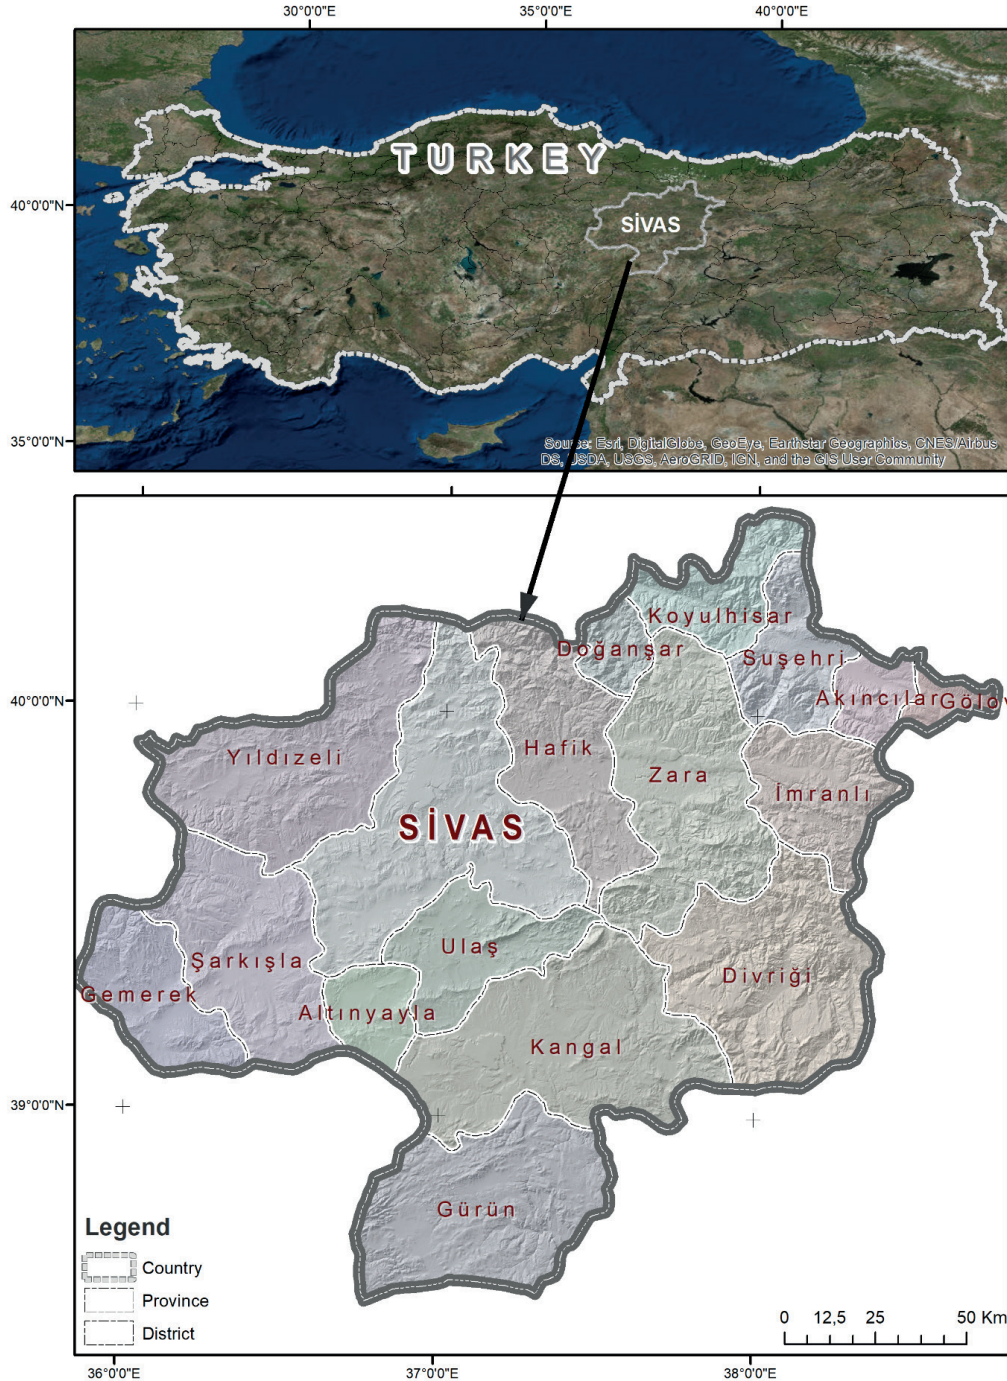 30°0'0"E 35°0'0"E 40°0'0"E
TURKEY
40°0'0"N
SİVAS
35°0'0"N
Source: Esri, DigitalGlobe, GeoEye, Earthstar Geographics, CNES/Airbus
DS, USDA, USGS, AeroGRID, IGN, and the GIS User Community
Koyulhisar
Doğanşar
Suşehri
40°0'0"N
Akıncılar
Gölov
Yıldızeli
Hafik
Zara
İmranlı
SİVAS
Ulaş
Şarkışla
Divriği
Gemerek
Altınyayla
Kangal
39°0'0"N
Gürün
Legend
Country
Province
District
0 12,5 25 50 Km
36°0'0"E 37°0'0"E 38°0'0"E